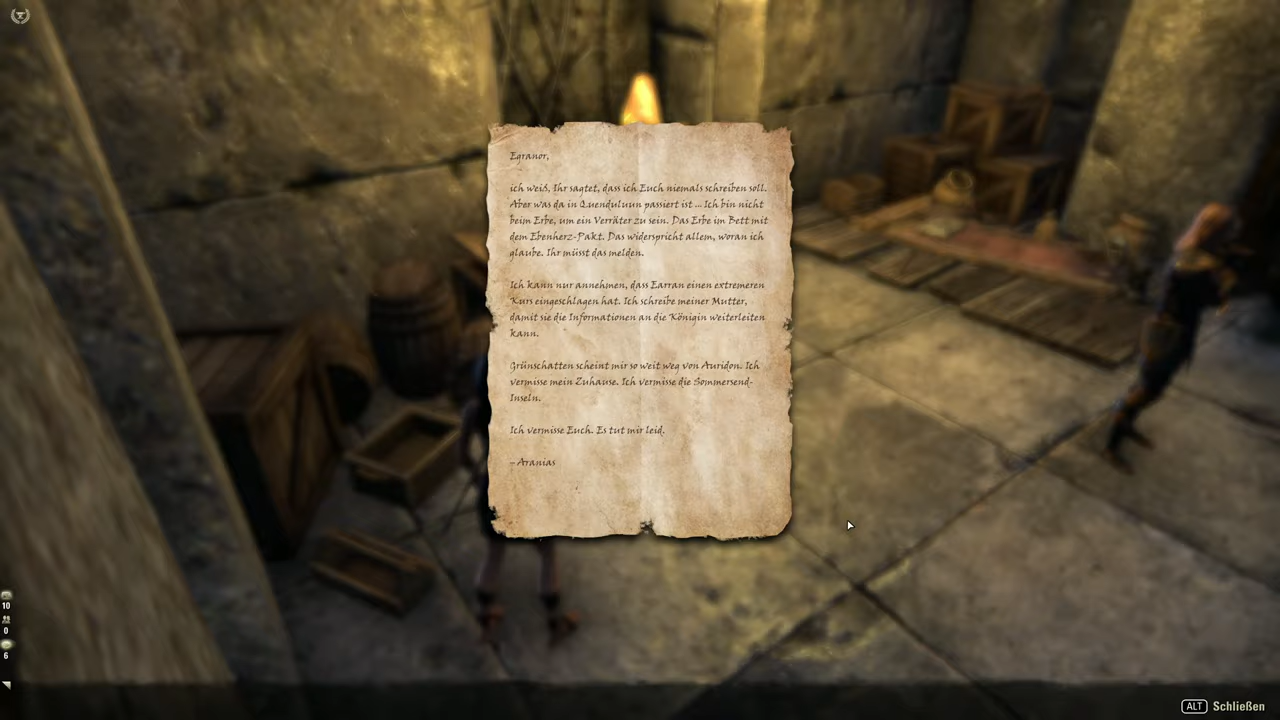 Egranor,
ich weiß, Ihr sagtet, dass ich Euch niemals schreiben soll.
Aber was da in Quenduluun passiert ist ... Ich bin nicht
beim Erbe, um ein Verräter zu sein. Das Erbe im Bett mit
dem Ebenherz-Pakt. Das widerspricht allem, woran ich
glaube. Ihr müsst das melden.
Ich kann nur annehmen, dass Earran einen extremeren
Kurs eingeschlagen hat. Ich schreibe meiner Mutter,
damit sie die Informationen an die Königin weiterleiten
kann.
Grünschatten scheint mir so weit weg von Auridon. Ich
vermisse mein Zuhause. Ich vermisse die Sommersend-
Inseln.
Ich vermisse Euch. Es tut mir leid.
– Aranias
10
0
6
ALT Schließen